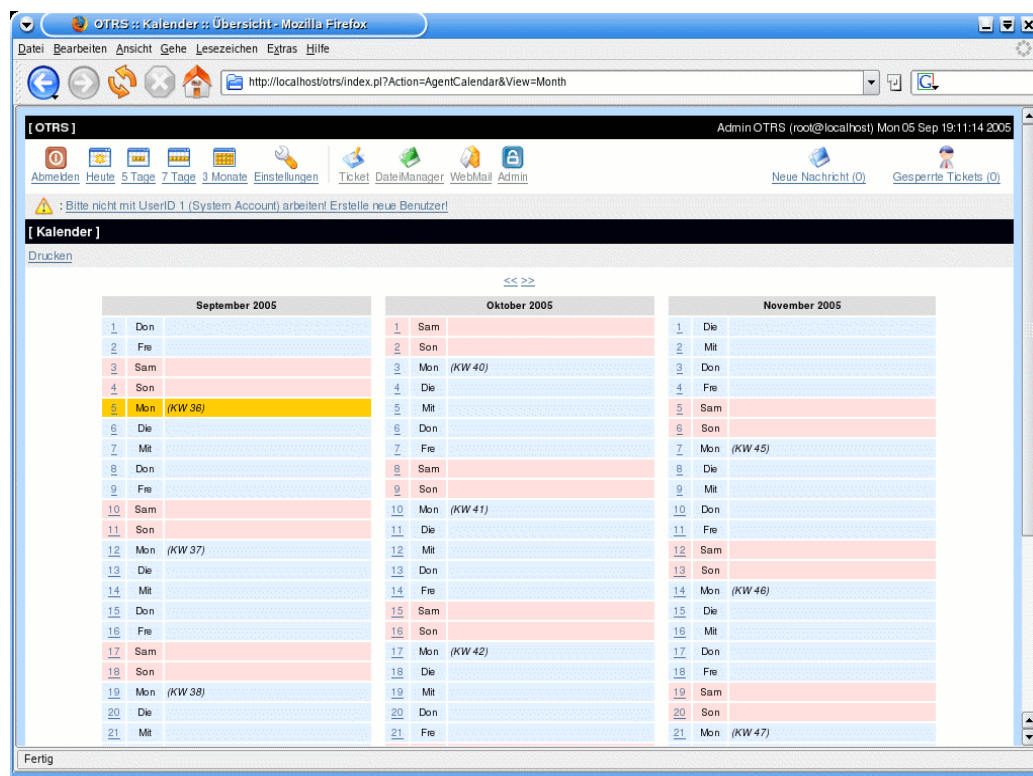 OTRS :: Kalender :: Übersicht - Mozilla Firefox
Datei Bearbeiten Ansicht Gehe Lesezeichen Extras Hilfe
http://localhost/otrs/index.pl?Action=AgentCalendar&View=Month
G
[ OTRS ] Admin OTRS (root@localhost) Mon 05 Sep 19:11:14 2005
Abmelden Heute 5 Tage 7 Tage 3 Monate Einstellungen Ticket DateiManager WebMail Admin Neue Nachricht (0) Gesperrte Tickets (0)
: Bitte nicht mit UserID 1 (System Account) arbeiten! Erstelle neue Benutzer!
[ Kalender ]
Drucken
<< >>
September 2005 Oktober 2005 November 2005
1 Don 1 Sam 1 Die
2 Fre 2 Son 2 Mit
3 Sam 3 Mon (KW 40) 3 Don
4 Son 4 Die 4 Fre
5 Mon (KW 36) 5 Mit 5 Sam
6 Die 6 Don 6 Son
7 Mit 7 Fre 7 Mon (KW 45)
8 Don 8 Sam 8 Die
9 Fre 9 Son 9 Mit
10 Sam 10 Mon (KW 41) 10 Don
11 Son 11 Die 11 Fre
12 Mon (KW 37) 12 Mit 12 Sam
13 Die 13 Don 13 Son
14 Mit 14 Fre 14 Mon (KW 46)
15 Don 15 Sam 15 Die
16 Fre 16 Son 16 Mit
17 Sam 17 Mon (KW 42) 17 Don
18 Son 18 Die 18 Fre
19 Mon (KW 38) 19 Mit 19 Sam
20 Die 20 Don 20 Son
21 Mit 21 Fre 21 Mon (KW 47)
Fertig